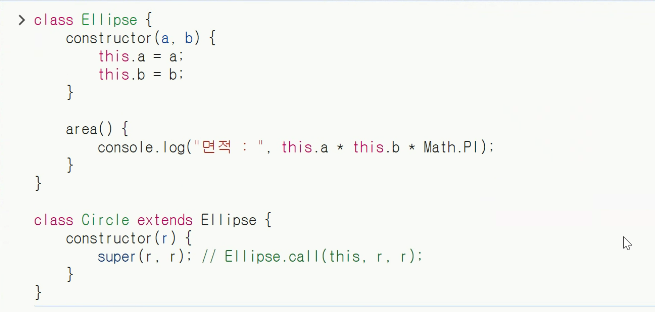 class Ellipse {
constructor(a, b) {
this.a = a;
this.b = b;
}
area() {
console.log("면적 : ", this.a * this.b * Math.PI);
}
}
class Circle extends Ellipse {
constructor(r) {
super(r, r); // Ellipse.call(this, r, r);
}
}